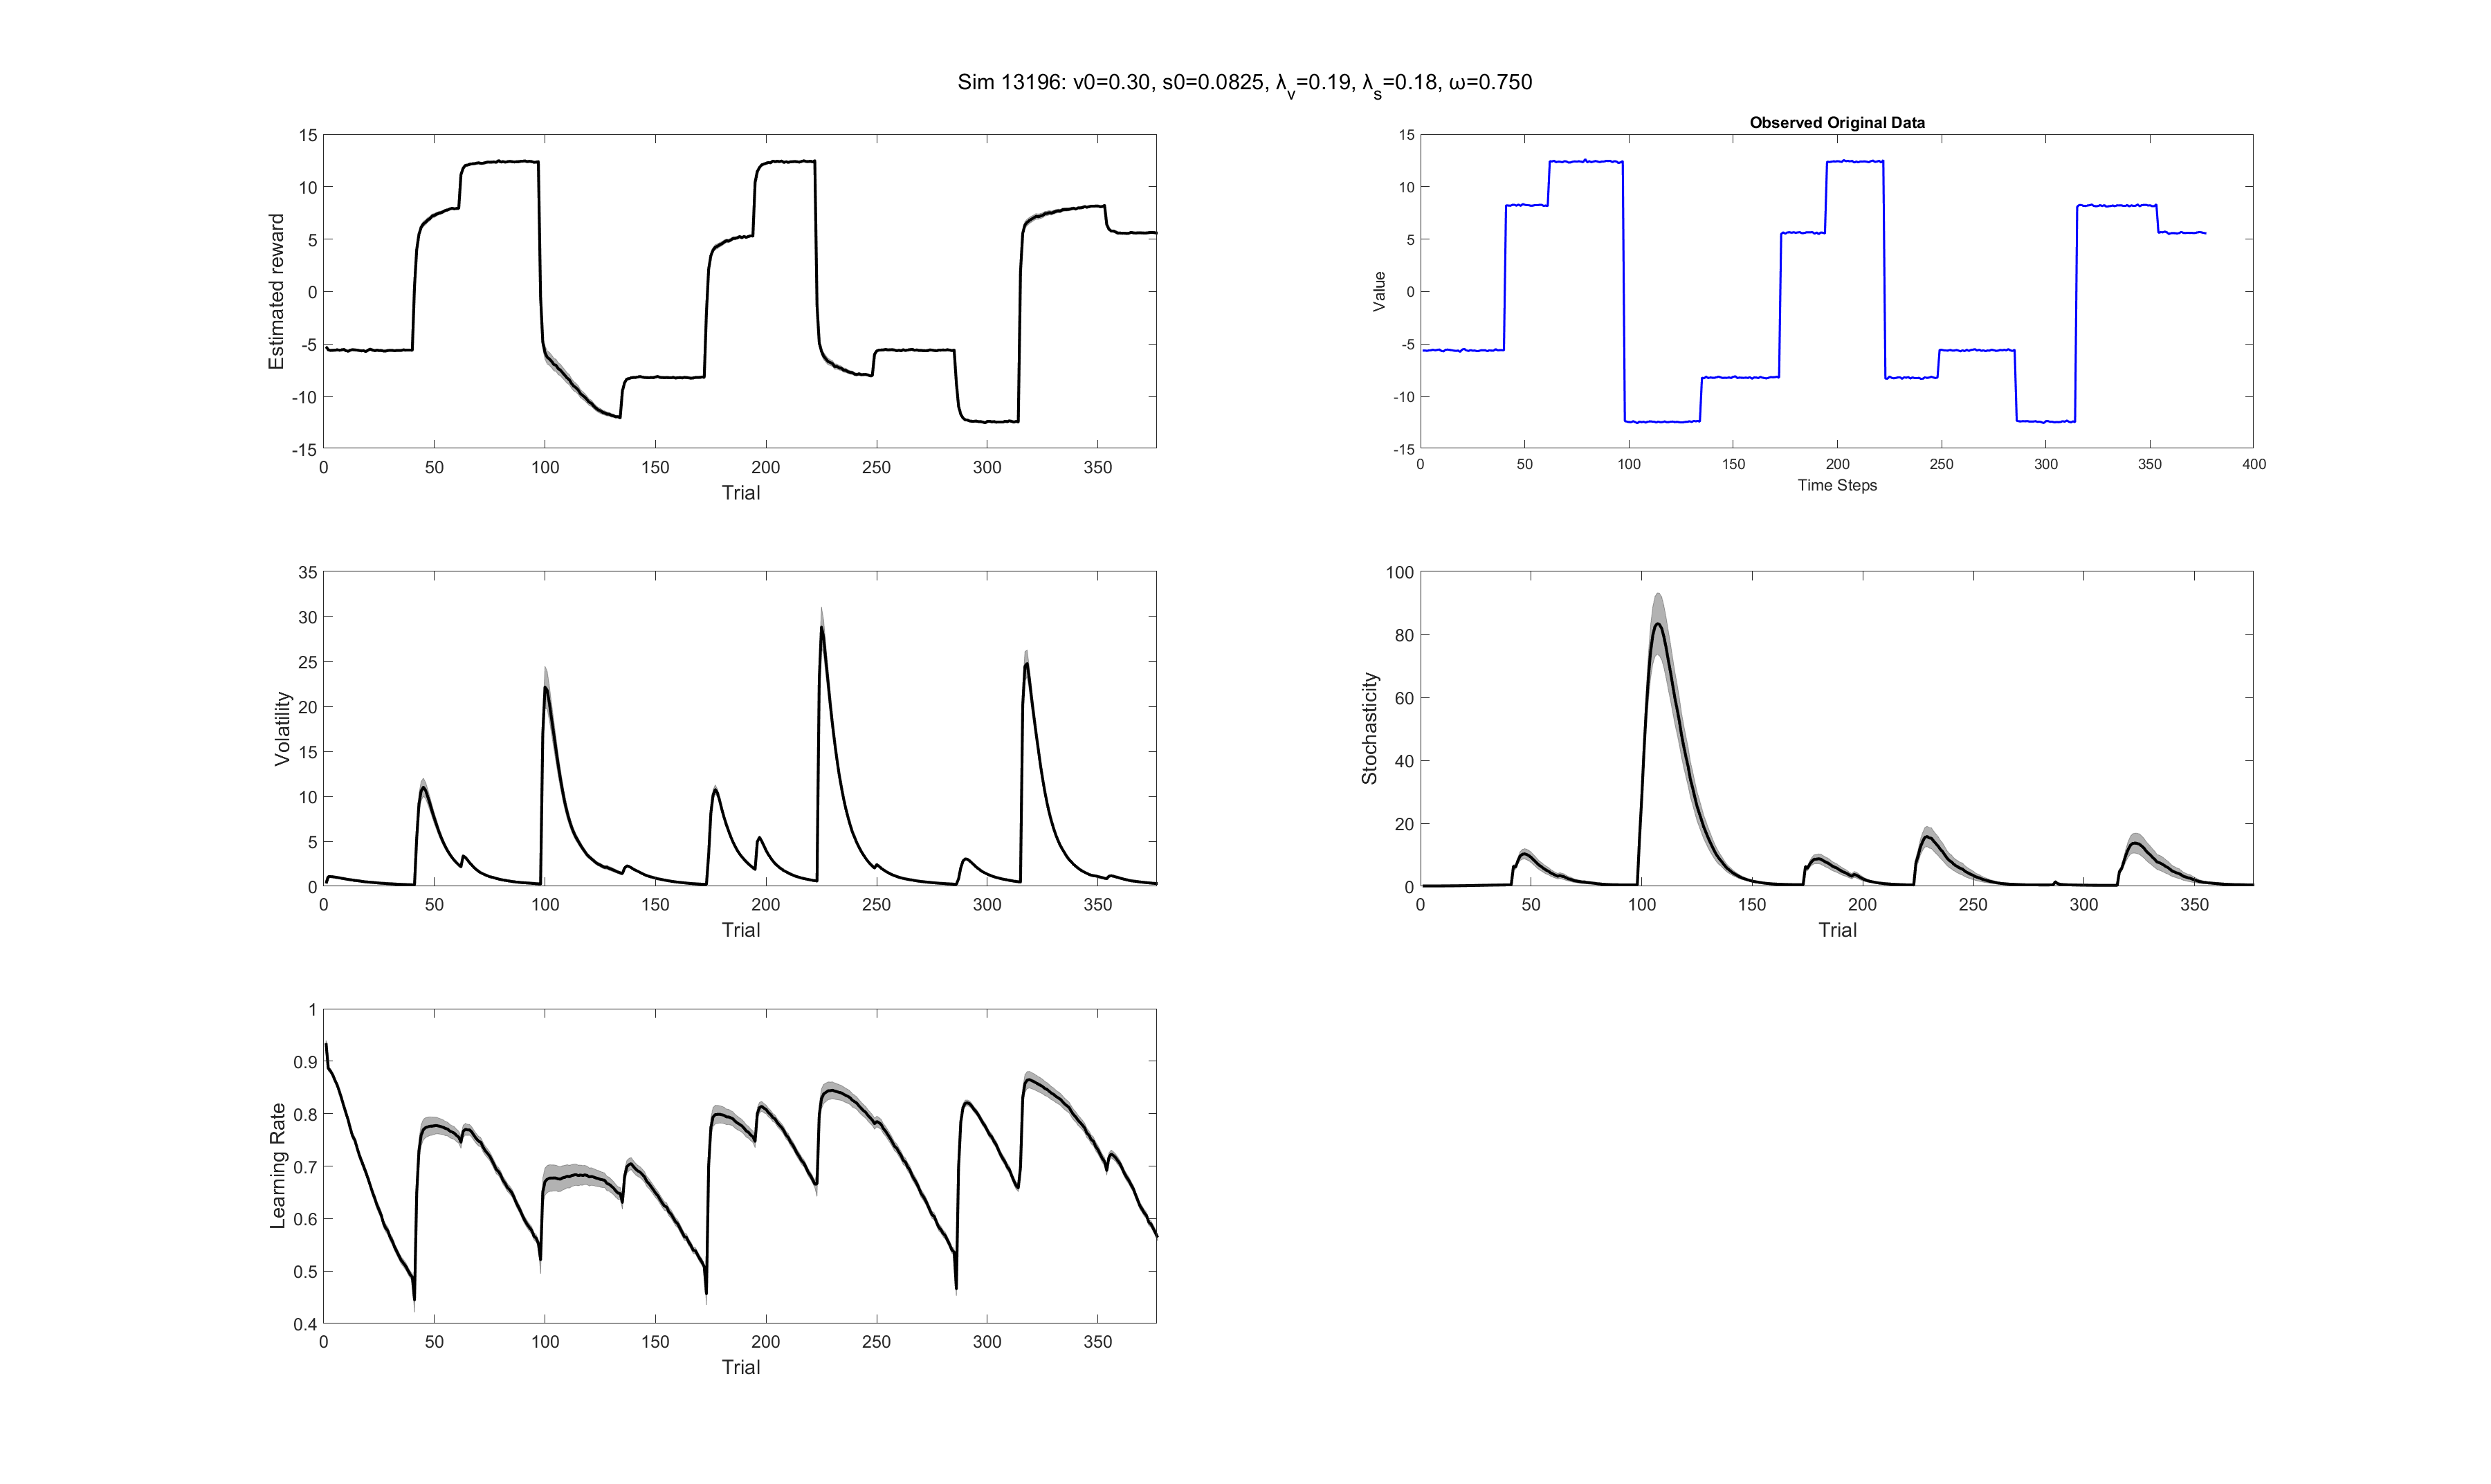 Sim 13196: v0=0.30, s0=0.0825, λv=0.19, λs=0.18, ω=0.750
Estimated reward
15
10
5
0
-5
-10
-15
0 50 100 150 200 250 300 350
Trial
Observed Original Data
Value
15
10
5
0
-5
-10
-15
0 50 100 150 200 250 300 350 400
Time Steps
Volatility
35
30
25
20
15
10
5
0
0 50 100 150 200 250 300 350
Trial
Stochasticity
100
80
60
40
20
0
0 50 100 150 200 250 300 350
Trial
Learning Rate
1
0.9
0.8
0.7
0.6
0.5
0.4
0 50 100 150 200 250 300 350
Trial